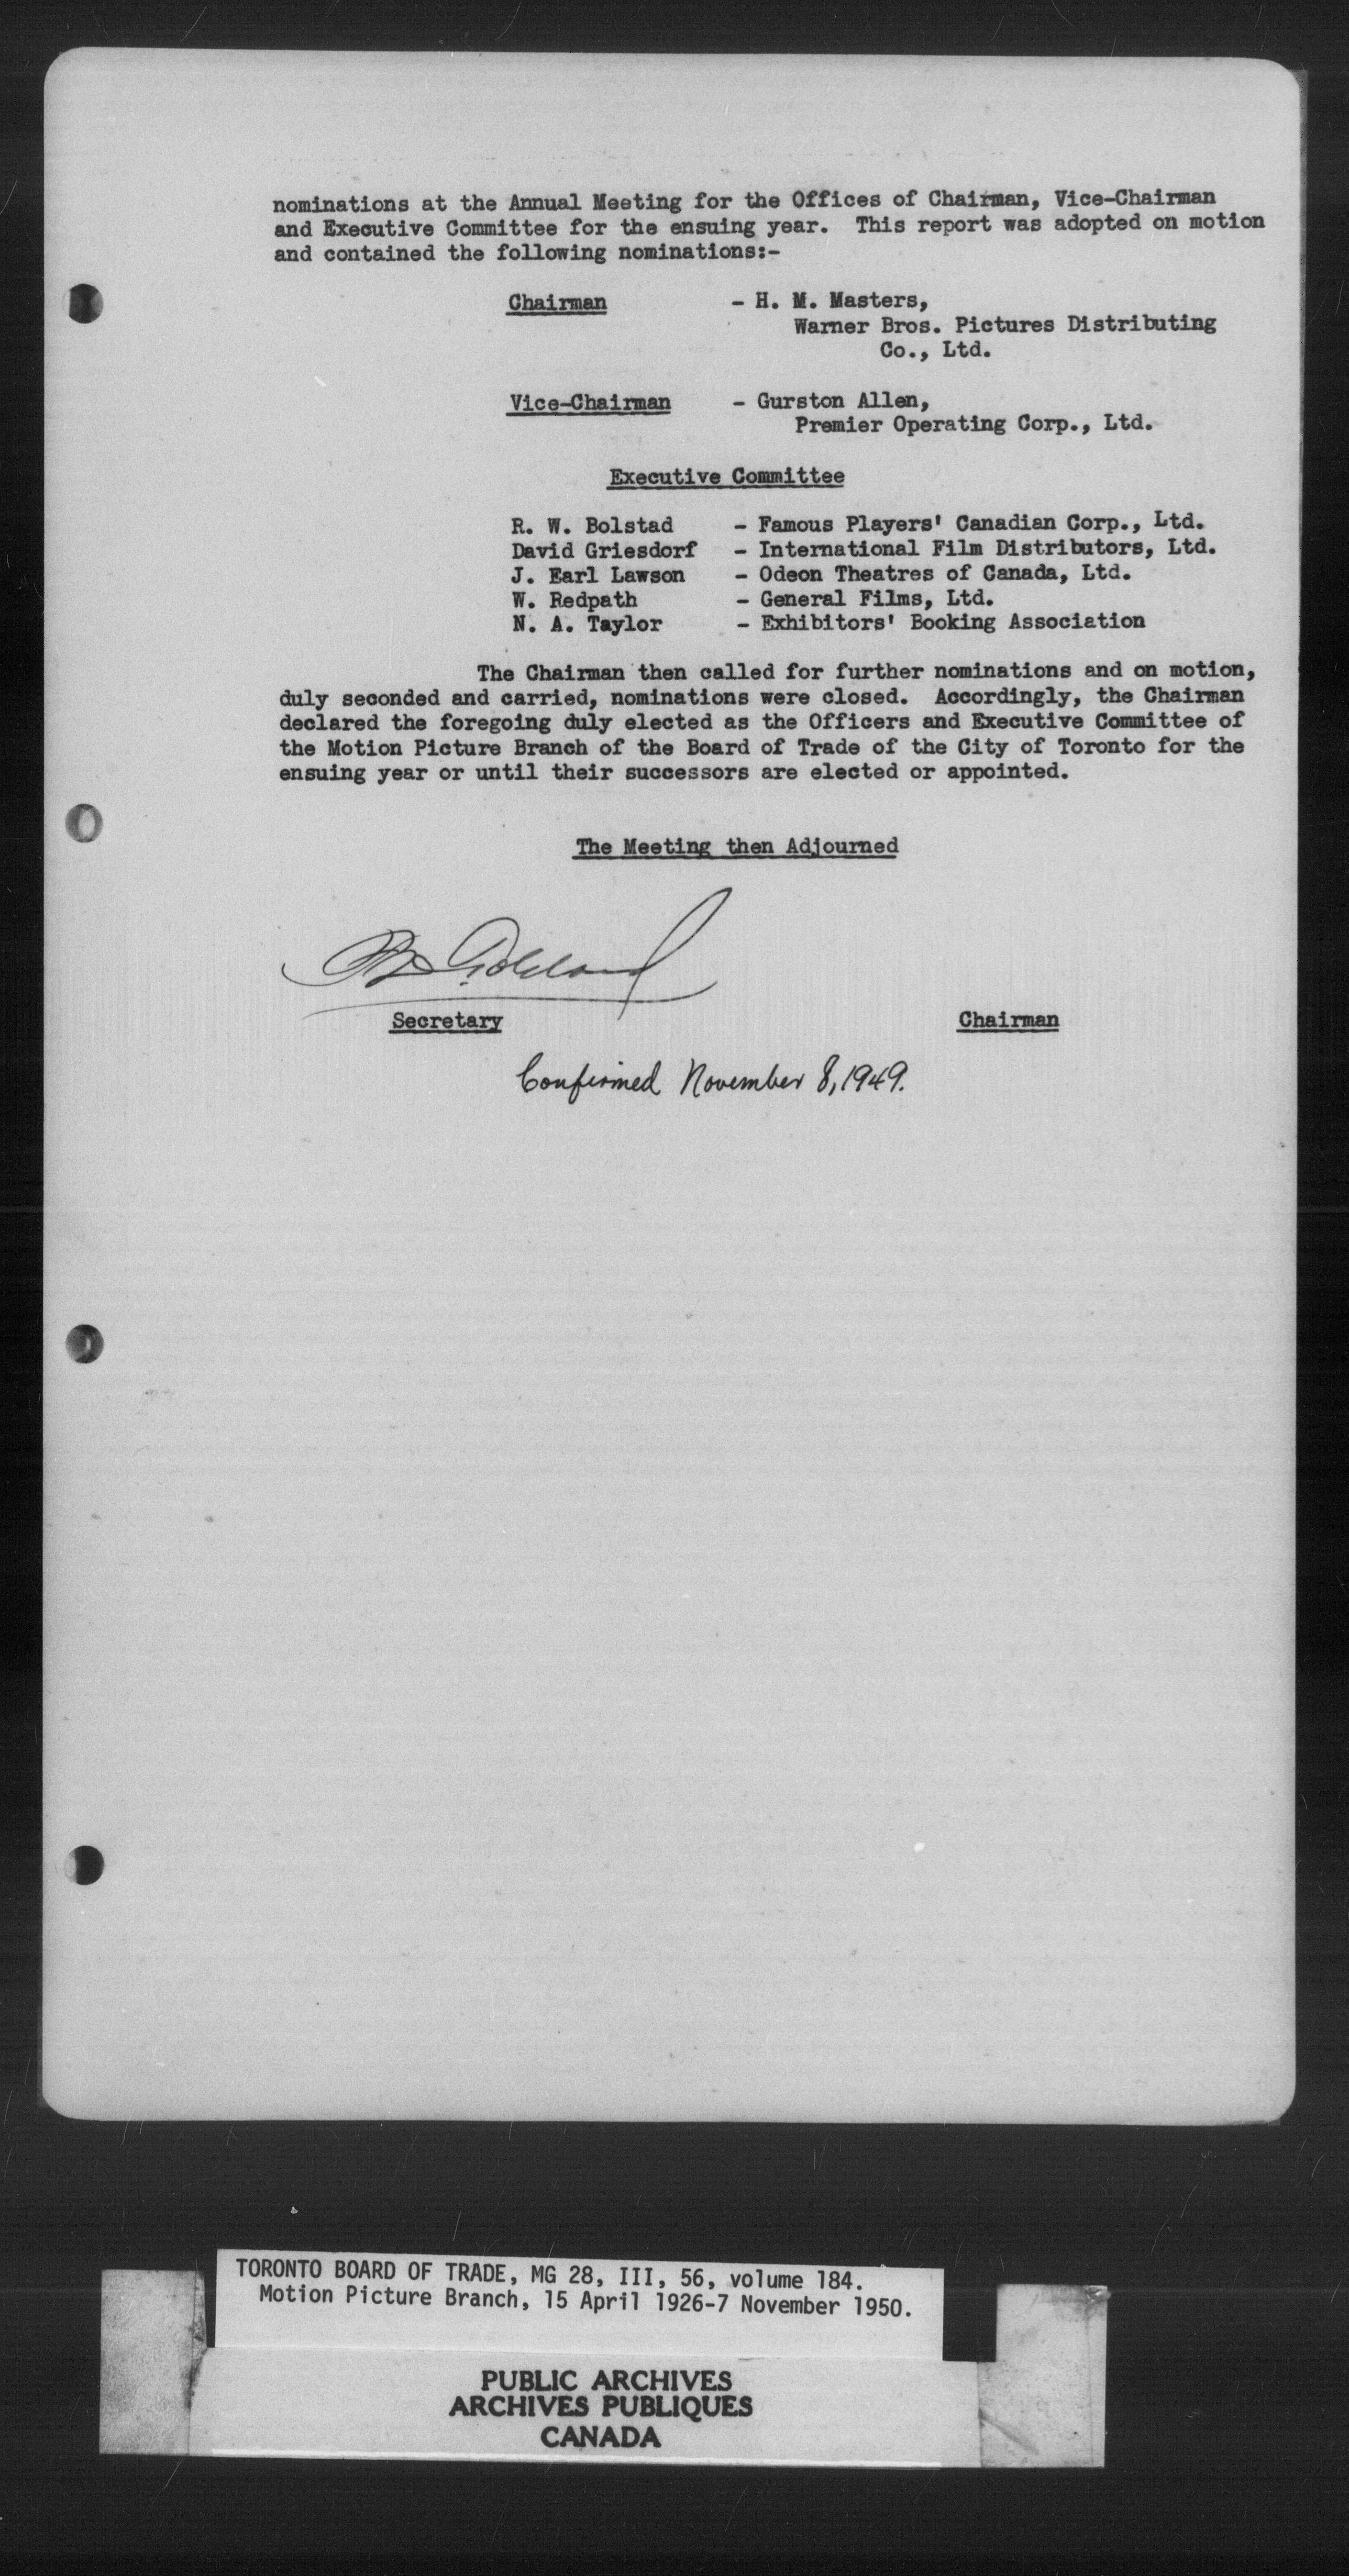 nominations at the Annual Meeting for the Offices of Chairman, Vice-Chairman
and Executive Committee for the ensuing year. This report was adopted on motion
and contained the following nominations:-
Chairman - H. M. Masters,
Warner Bros. Pictures Distributing
Co., Ltd.
Vice-Chairman - Gurston Allen,
Premier Operating Corp., Ltd.
Executive Committee
R. W. Bolstad - Famous Players' Canadian Corp., Ltd.
David Griesdorf - International Film Distributors, Ltd.
J. Earl Lawson - Odeon Theatres of Canada, Ltd.
W. Redpath - General Films, Ltd.
N. A. Taylor - Exhibitors' Booking Association
The Chairman then called for further nominations and on motion,
duly seconded and carried, nominations were closed. Accordingly, the Chairman
declared the foregoing duly elected as the Officers and Executive Committee of
the Motion Picture Branch of the Board of Trade of the City of Toronto for the
ensuing year or until their successors are elected or appointed.
The Meeting then Adjourned
Secretary Chairman
Confirmed November 8, 1949.
TORONTO BOARD OF TRADE, MG 28, III, 56, volume 184.
Motion Picture Branch, 15 April 1926-7 November 1950.
PUBLIC ARCHIVES
ARCHIVES PUBLIQUES
CANADA